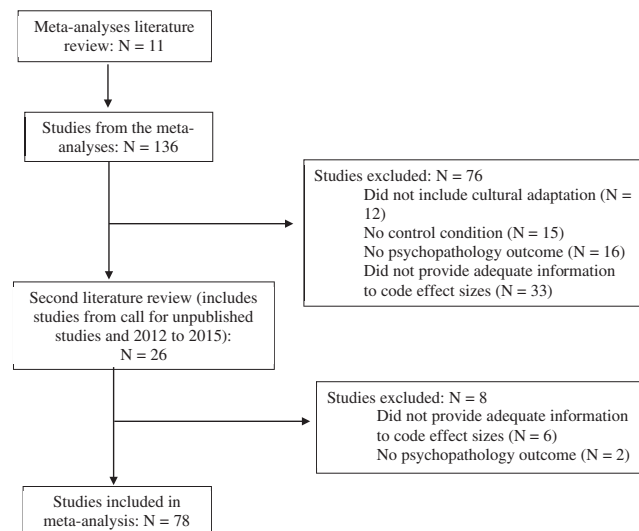 Meta-analyses literature
review: N = 11
Studies from the meta-
analyses: N = 136
Studies excluded: N = 76
Did not include cultural adaptation (N =
12)
No control condition (N = 15)
No psychopathology outcome (N = 16)
Did not provide adequate information
to code effect sizes (N = 33)
Second literature review (includes
studies from call for unpublished
studies and 2012 to 2015):
N = 26
Studies excluded: N = 8
Did not provide adequate information
to code effect sizes (N = 6)
No psychopathology outcome (N = 2)
Studies included in
meta-analysis: N = 78